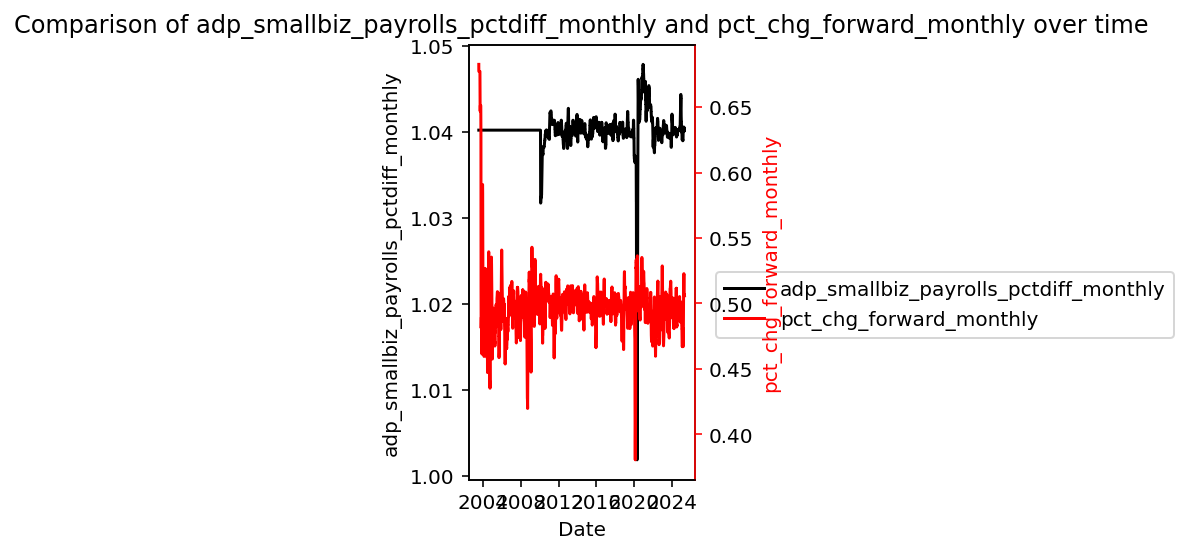 Comparison of adp_smallbiz_payrolls_pctdiff_monthly and pct_chg_forward_monthly over time
adp_smallbiz_payrolls_pctdiff_monthly
1.05
1.04
1.03
1.02
1.01
1.00
0.65
0.60
0.55
0.50
0.45
0.40
pct_chg_forward_monthly
adp_smallbiz_payrolls_pctdiff_monthly
pct_chg_forward_monthly
2004 2008 2012 2016 2020 2024
Date